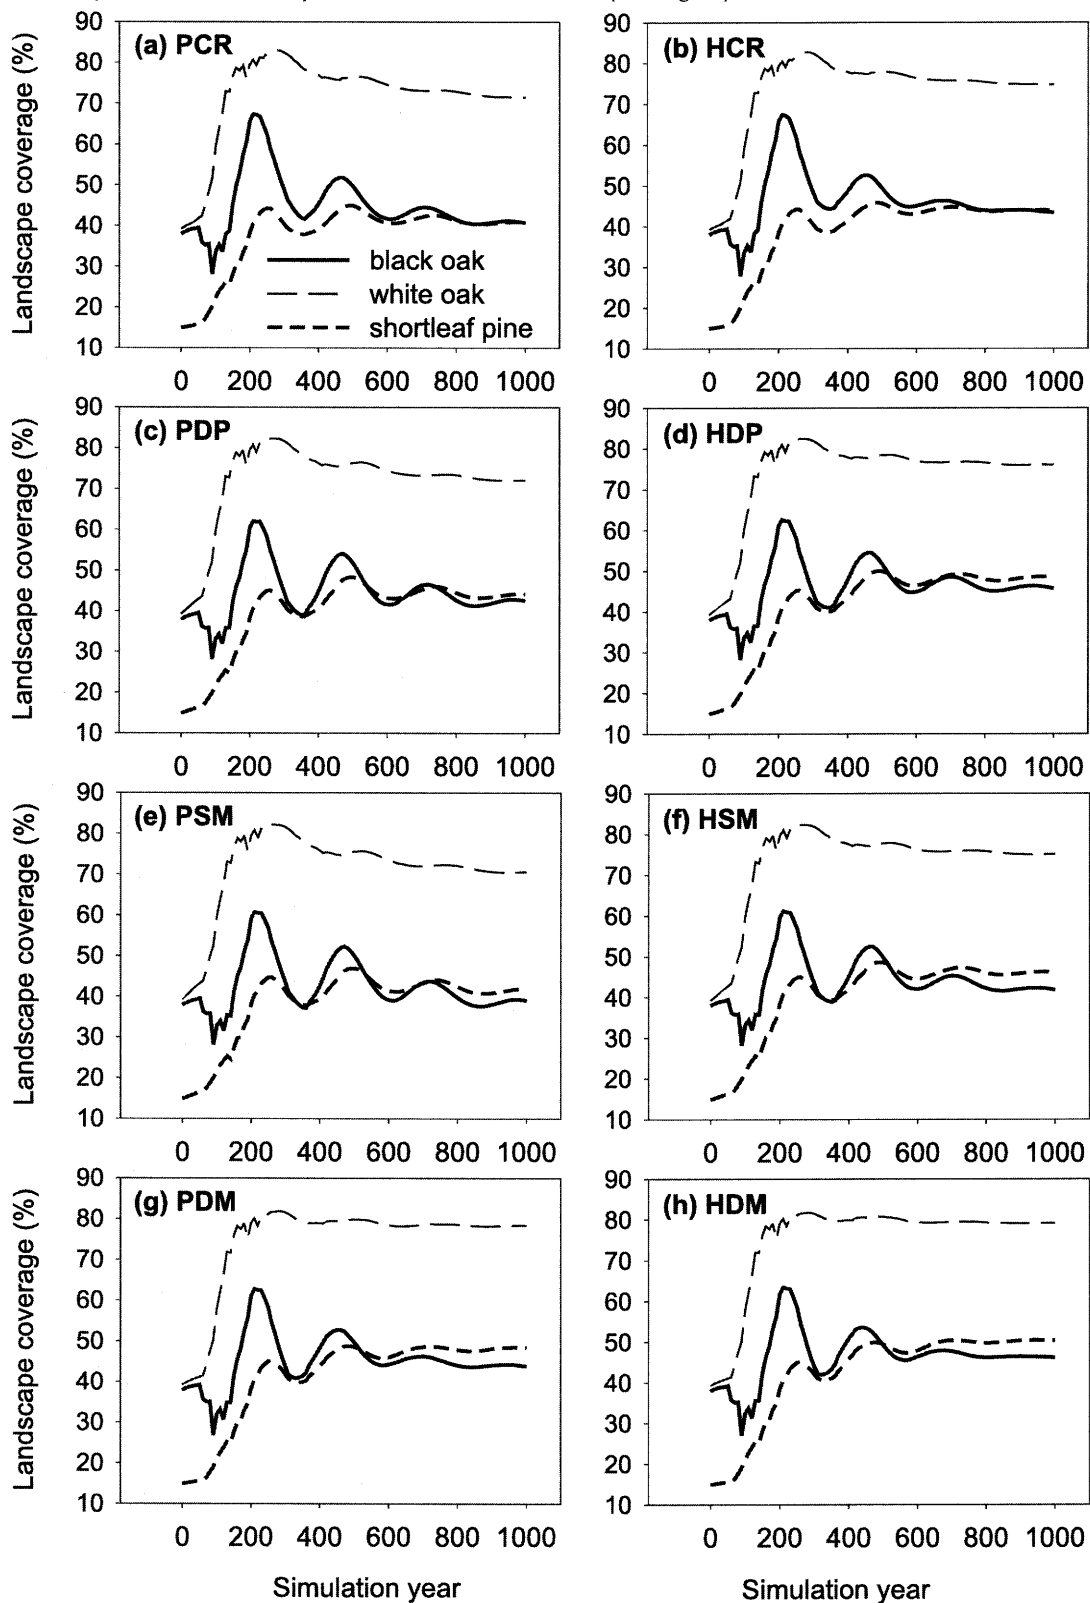 (a) PCR
Landscape coverage (%)
90
80
70
60
50
40
30
20
10
black oak
white oak
shortleaf pine
0 200 400 600 800 1000
(b) HCR
90
80
70
60
50
40
30
20
10
0 200 400 600 800 1000
(c) PDP
Landscape coverage (%)
90
80
70
60
50
40
30
20
10
0 200 400 600 800 1000
(d) HDP
90
80
70
60
50
40
30
20
10
0 200 400 600 800 1000
(e) PSM
Landscape coverage (%)
90
80
70
60
50
40
30
20
10
0 200 400 600 800 1000
(f) HSM
90
80
70
60
50
40
30
20
10
0 200 400 600 800 1000
(g) PDM
Landscape coverage (%)
90
80
70
60
50
40
30
20
10
0 200 400 600 800 1000
Simulation year
(h) HDM
90
80
70
60
50
40
30
20
10
0 200 400 600 800 1000
Simulation year